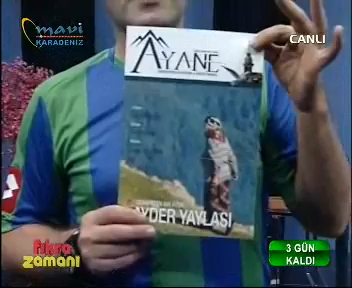 mavi
KARADENİZ
CANLI
AYANE
AYDER YAYLASI
fıkra
zamanı
3 GÜN
KALDI